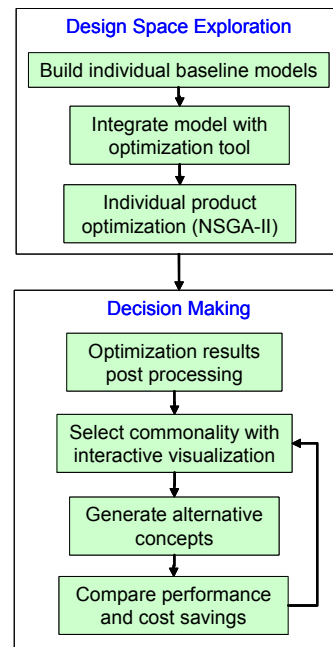 Design Space Exploration
Build individual baseline models
Integrate model with
optimization tool
Individual product
optimization (NSGA-II)
Decision Making
Optimization results
post processing
Select commonality with
interactive visualization
Generate alternative
concepts
Compare performance
and cost savings